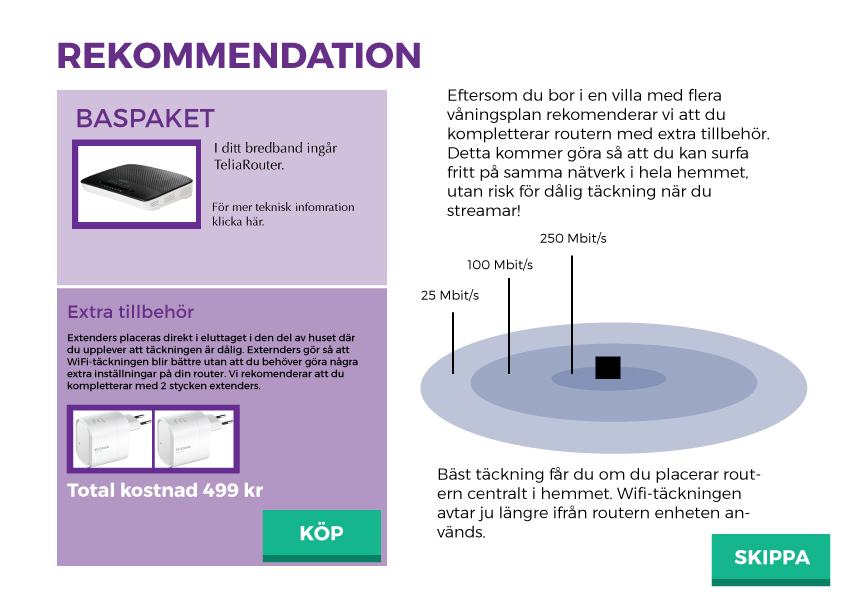 REKOMMENDATION
BASPAKET
I ditt bredband ingår
TeliaRouter.
För mer teknisk infomration
klicka här.
Extra tillbehör
Extenders placeras direkt i eluttaget i den del av huset där
du upplever att täckningen är dålig. Externders gör så att
WiFi-täckningen blir bättre utan att du behöver göra några
extra inställningar på din router. Vi rekomenderar att du
kompletterar med 2 stycken extenders.
Total kostnad 499 kr
KÖP
Eftersom du bor i en villa med flera
våningsplan rekomenderar vi att du
kompletterar routern med extra tillbehör.
Detta kommer göra så att du kan surfa
fritt på samma nätverk i hela hemmet,
utan risk för dålig täckning när du
streamar!
250 Mbit/s
100 Mbit/s
25 Mbit/s
Bäst täckning får du om du placerar rout-
ern centralt i hemmet. Wifi-täckningen
avtar ju längre ifrån routern enheten an-
vänds.
SKIPPA